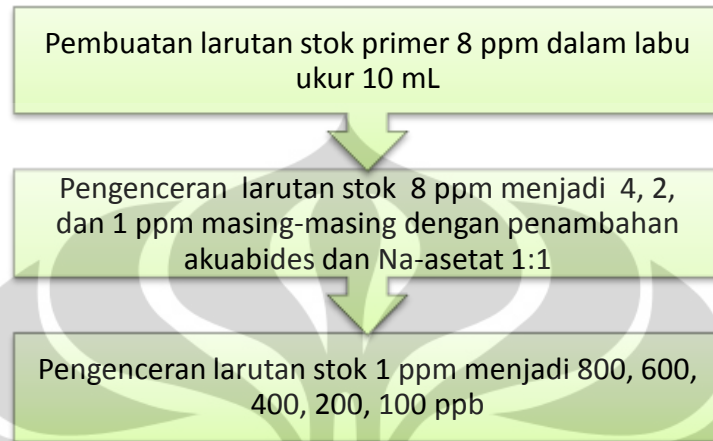 Pembuatan larutan stok primer 8 ppm dalam labu
ukur 10 mL
Pengenceran larutan stok 8 ppm menjadi 4, 2,
dan 1 ppm masing-masing dengan penambahan
akuabides dan Na-asetat 1:1
Pengenceran larutan stok 1 ppm menjadi 800, 600,
400, 200, 100 ppb